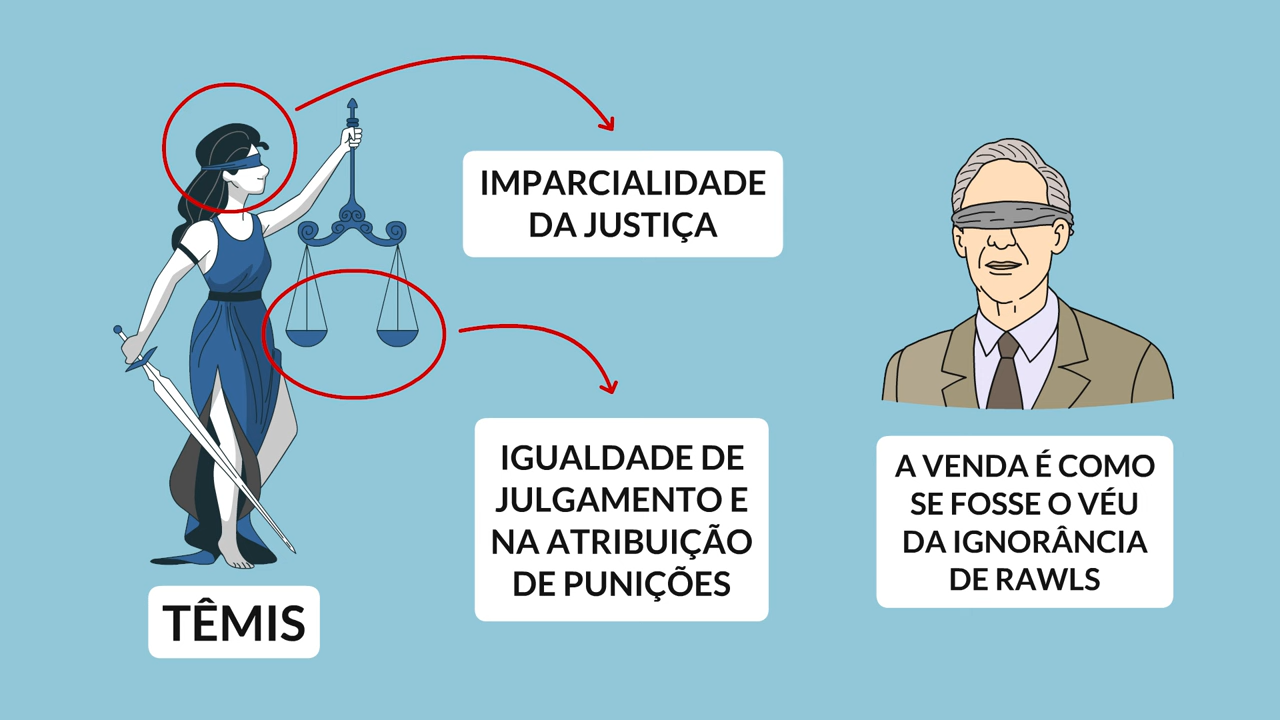 IMPARCIALIDADE
DA JUSTIÇA
IGUALDADE DE
JULGAMENTO E
NA ATRIBUIÇÃO
DE PUNIÇÕES
TÊMIS
A VENDA É COMO
SE FOSSE O VÉU
DA IGNORÂNCIA
DE RAWLS